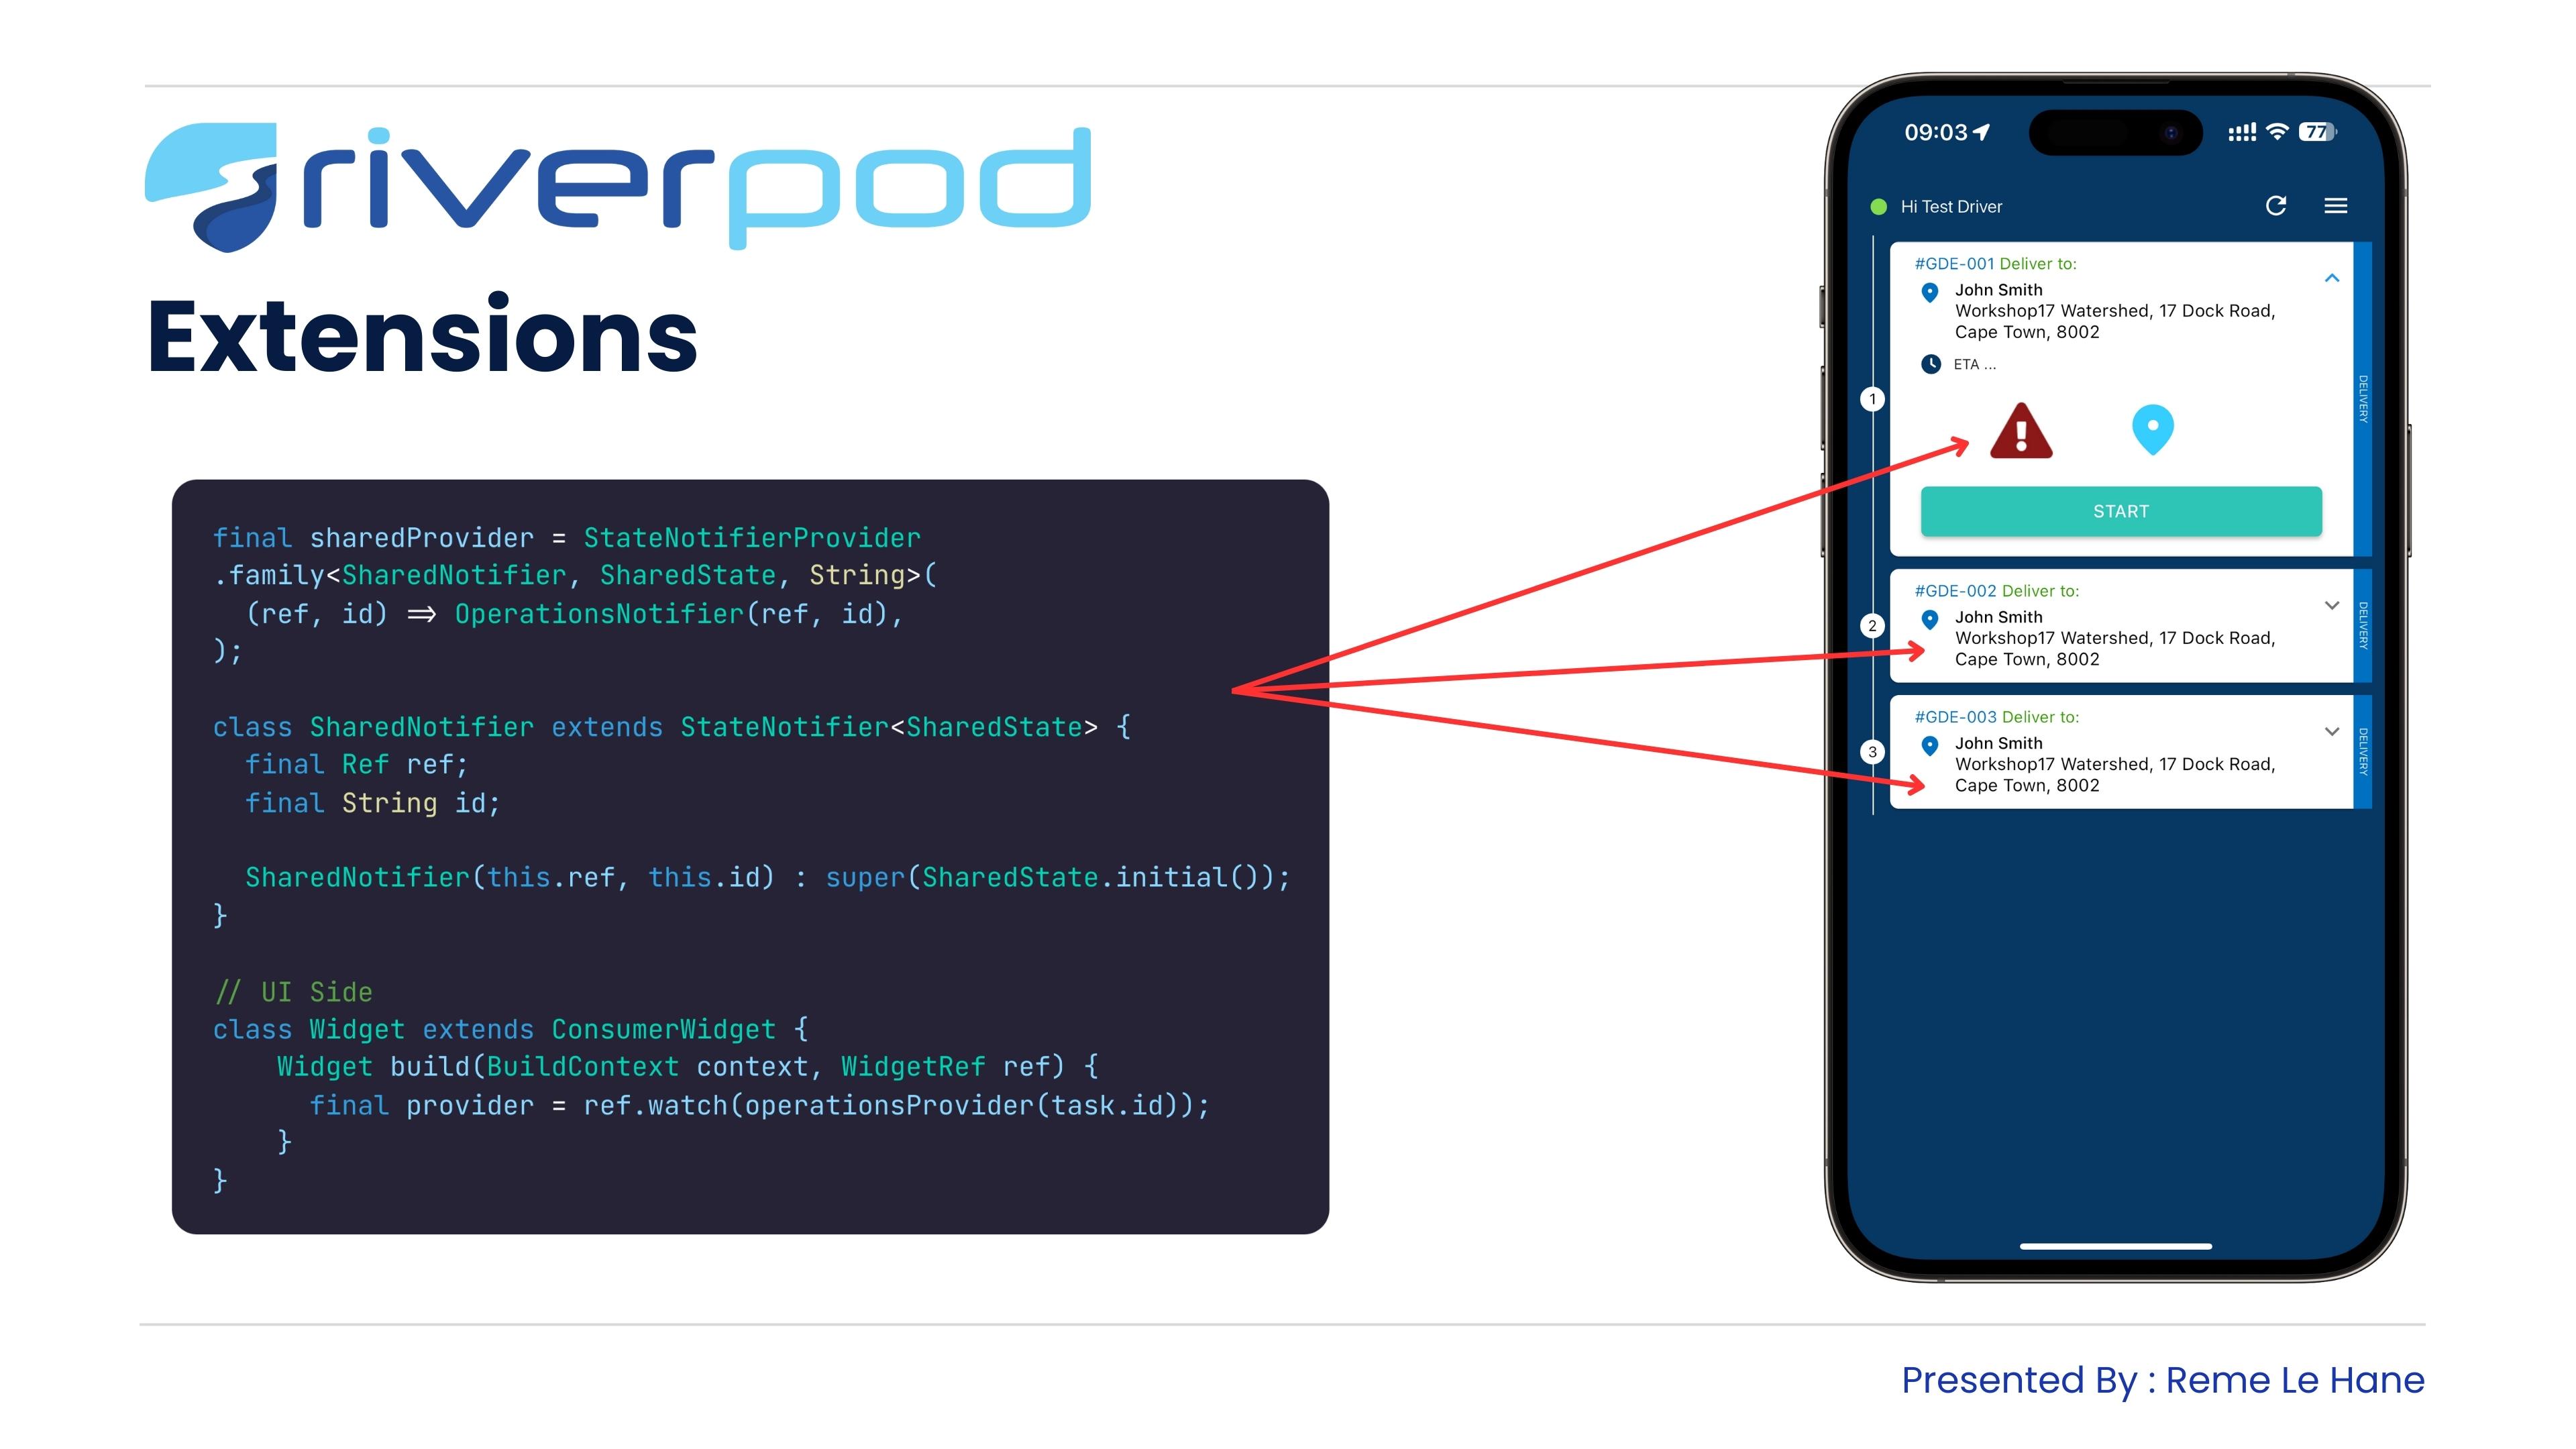 riverpod
Extensions
final sharedProvider = StateNotifierProvider
.family<SharedNotifier, SharedState, String>(
  (ref, id) => OperationsNotifier(ref, id),
);
class SharedNotifier extends StateNotifier<SharedState> {
  final Ref ref;
  final String id;
  SharedNotifier(this.ref, this.id) : super(SharedState.initial());
}
// UI Side
class Widget extends ConsumerWidget {
    Widget build(BuildContext context, WidgetRef ref) {
      final provider = ref.watch(operationsProvider(task.id));
    }
}
09:03
77
Hi Test Driver
1
#GDE-001 Deliver to:
John Smith
Workshop17 Watershed, 17 Dock Road,
Cape Town, 8002
ETA ...
START
DELIVERY
2
#GDE-002 Deliver to:
John Smith
Workshop17 Watershed, 17 Dock Road,
Cape Town, 8002
DELIVERY
3
#GDE-003 Deliver to:
John Smith
Workshop17 Watershed, 17 Dock Road,
Cape Town, 8002
DELIVERY
Presented By : Reme Le Hane